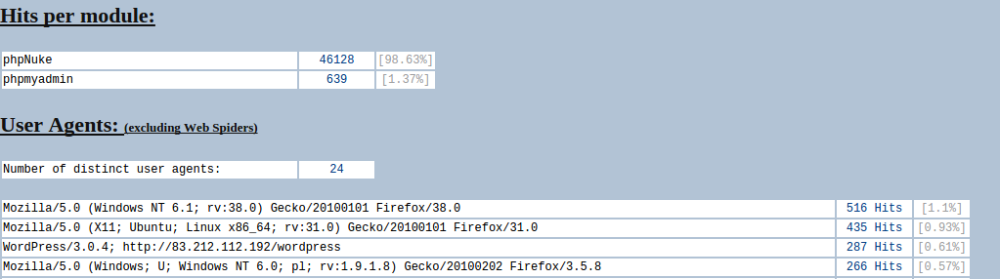 Hits per module:
phpNuke 46128 [98.63%]
phpmyadmin 639 [1.37%]
User Agents: (excluding Web Spiders)
Number of distinct user agents: 24
Mozilla/5.0 (Windows NT 6.1; rv:38.0) Gecko/20100101 Firefox/38.0 516 Hits [1.1%]
Mozilla/5.0 (X11; Ubuntu; Linux x86_64; rv:31.0) Gecko/20100101 Firefox/31.0 435 Hits [0.93%]
WordPress/3.0.4; http://83.212.112.192/wordpress 287 Hits [0.61%]
Mozilla/5.0 (Windows; U; Windows NT 6.0; pl; rv:1.9.1.8) Gecko/20100202 Firefox/3.5.8 266 Hits [0.57%]